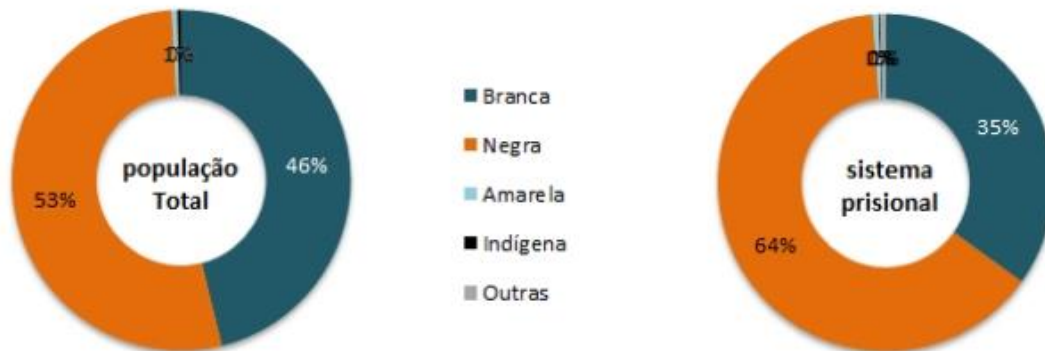 população
Total
46%
53%
Branca
Negra
Amarela
Indígena
Outras
sistema
prisional
35%
64%